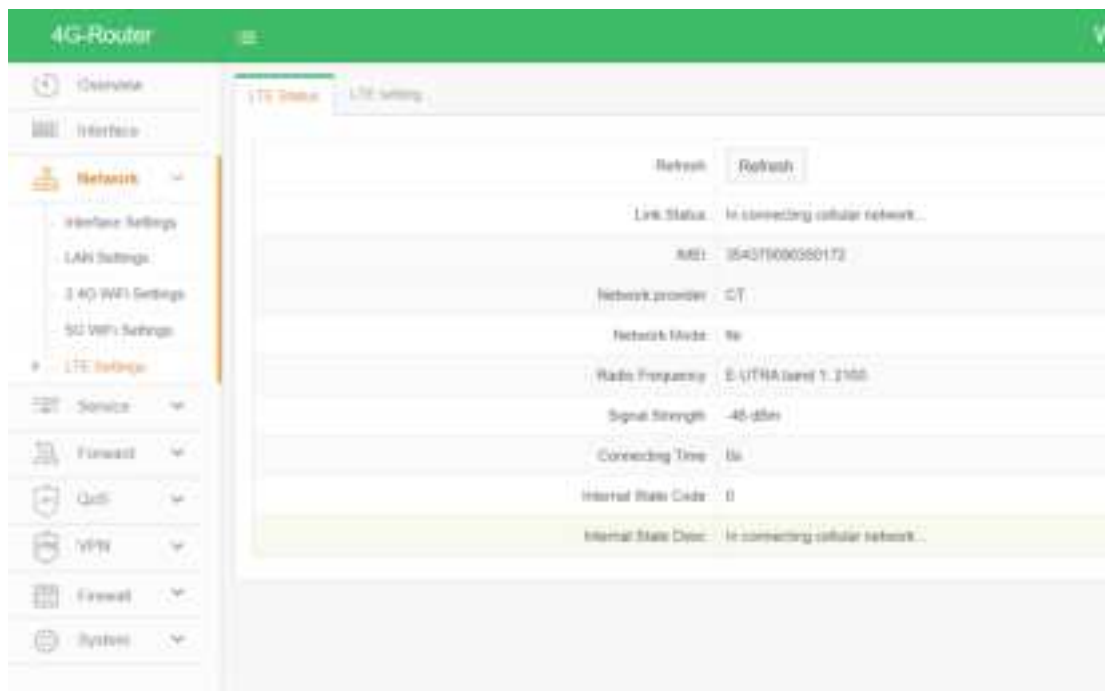 4G-Router
Overview
LTE Status LTE setting
Interface
Network
Refresh Refresh
Interface Settings
Link Status In connecting cellular network...
LAN Settings
IMEI
2.4G WiFi Settings
Network provider CT
5G WiFi Settings
Network Mode
LTE Settings
Radio Frequency E-UTRA band 1: 2100
Service
Signal Strength -46 dBm
Forward
Connecting Time 0s
QoS
Internal State Code 0
VPN
Internal State Desc In connecting cellular network...
Firewall
System